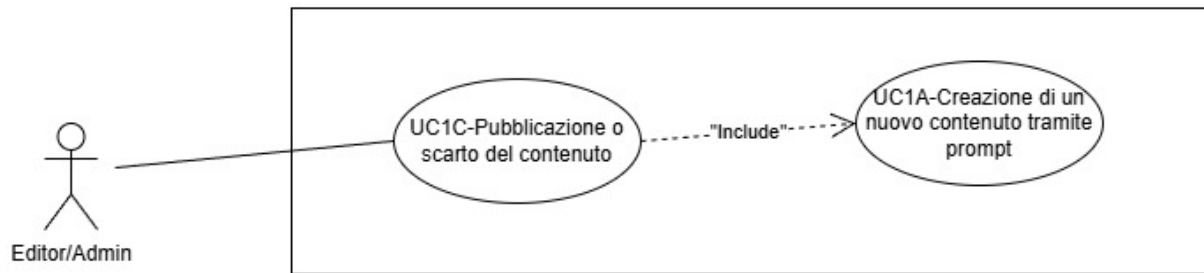 UC1C-Pubblicazione o
scarto del contenuto
"Include"
UC1A-Creazione di un
nuovo contenuto tramite
prompt
Editor/Admin